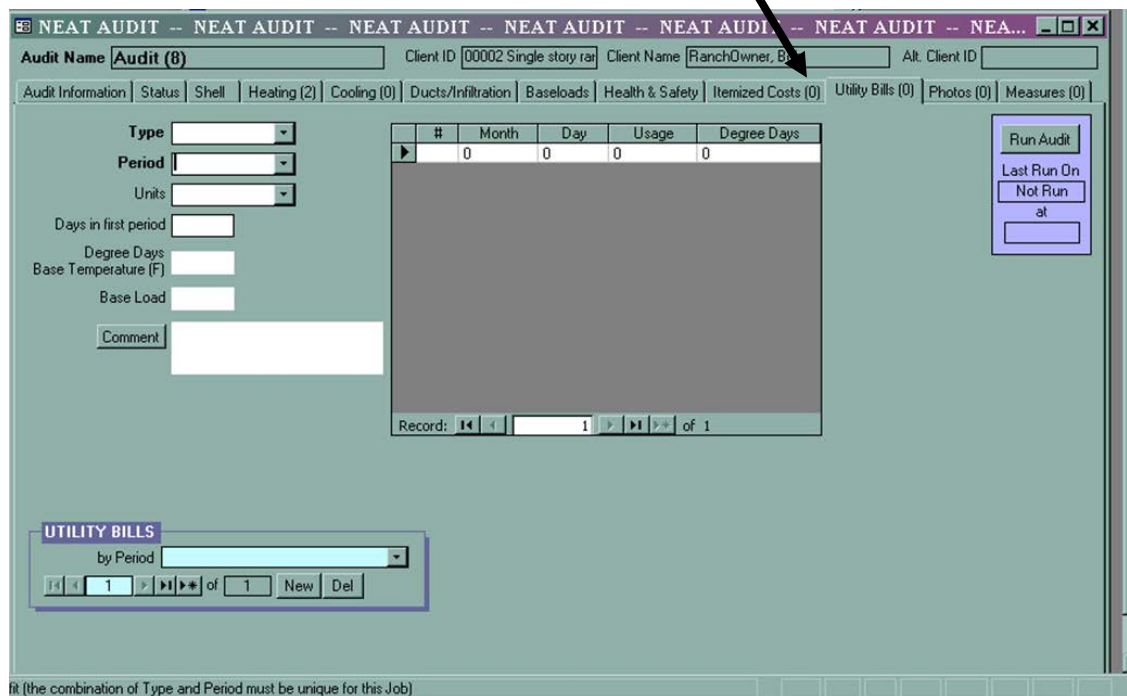 NEAT AUDIT -- NEAT AUDIT -- NEAT AUDIT -- NEAT AUDIT -- NEAT AUDIT -- NEA...
Audit Name Audit (8) Client ID 00002 Single story ran Client Name RanchOwner, B Alt. Client ID
Audit Information Status Shell Heating (2) Cooling (0) Ducts/Infiltration Baseloads Health & Safety Itemized Costs (0) Utility Bills (0) Photos (0) Measures (0)
Type
Period
Units
Days in first period
Degree Days
Base Temperature (F)
Base Load
Comment
# Month Day Usage Degree Days
0 0 0 0
Record: 1 of 1
Run Audit
Last Run On
Not Run
at
UTILITY BILLS
by Period
1 of 1 New Del
fit (the combination of Type and Period must be unique for this Job)